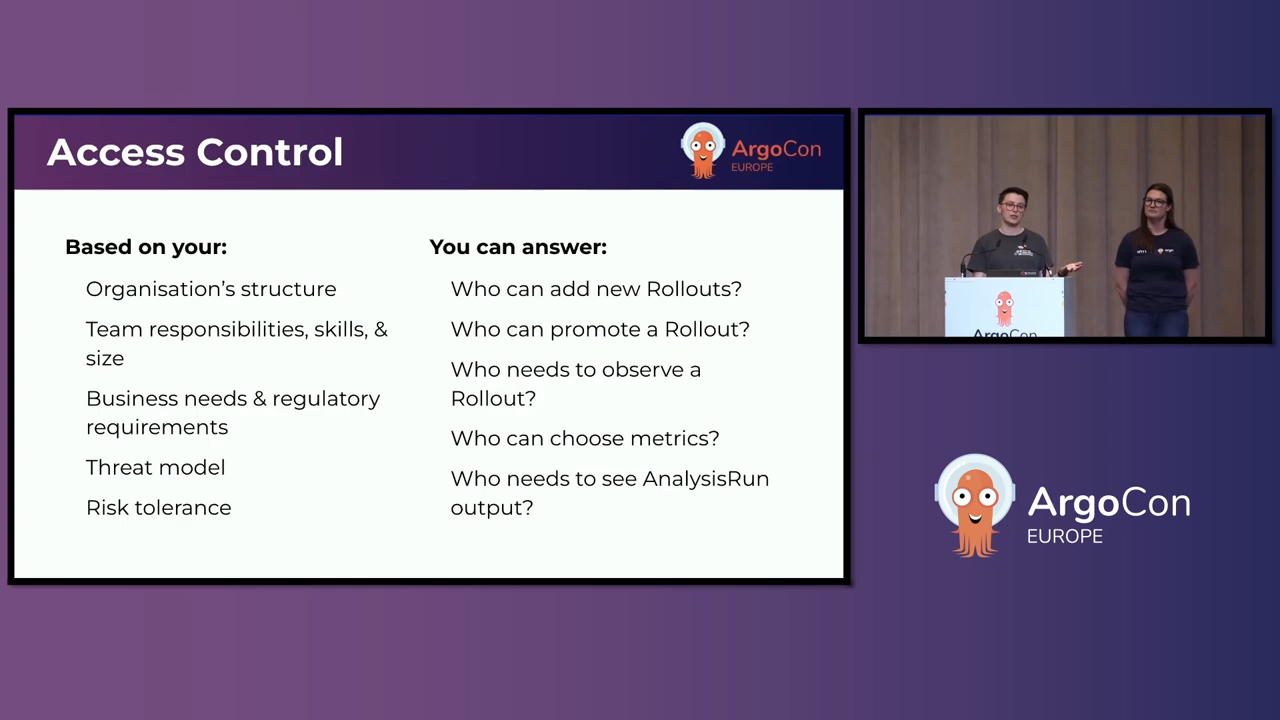 Access Control
ArgoCon
EUROPE
Based on your:
Organisation's structure
Team responsibilities, skills, &
size
Business needs & regulatory
requirements
Threat model
Risk tolerance
You can answer:
Who can add new Rollouts?
Who can promote a Rollout?
Who needs to observe a
Rollout?
Who can choose metrics?
Who needs to see AnalysisRun
output?
ArgoCon
ArgoCon
EUROPE